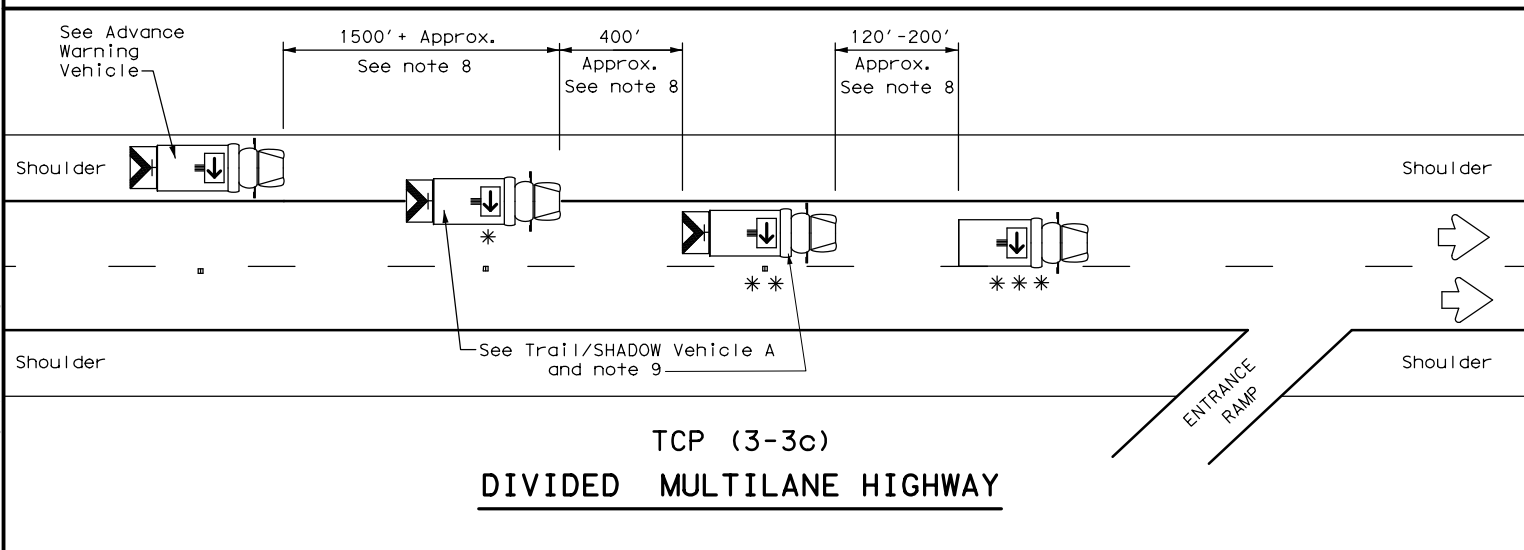 See Advance
Warning
Vehicle
1500'+ Approx.
See note 8
400'
Approx.
See note 8
120'-200'
Approx.
See note 8
Shoulder
Shoulder
*
* *
* * *
See Trail/SHADOW Vehicle A
and note 9
Shoulder
Shoulder
ENTRANCE
RAMP
TCP (3-3c)
DIVIDED MULTILANE HIGHWAY